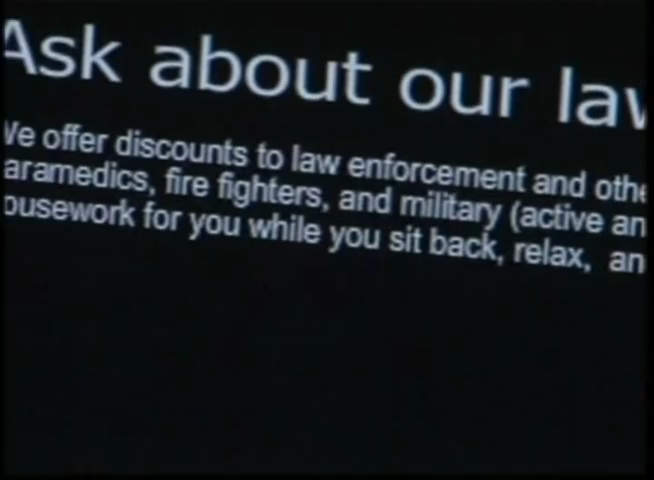 Ask about our law
We offer discounts to law enforcement and othe
aramedics, fire fighters, and military (active an
ousework for you while you sit back, relax, an